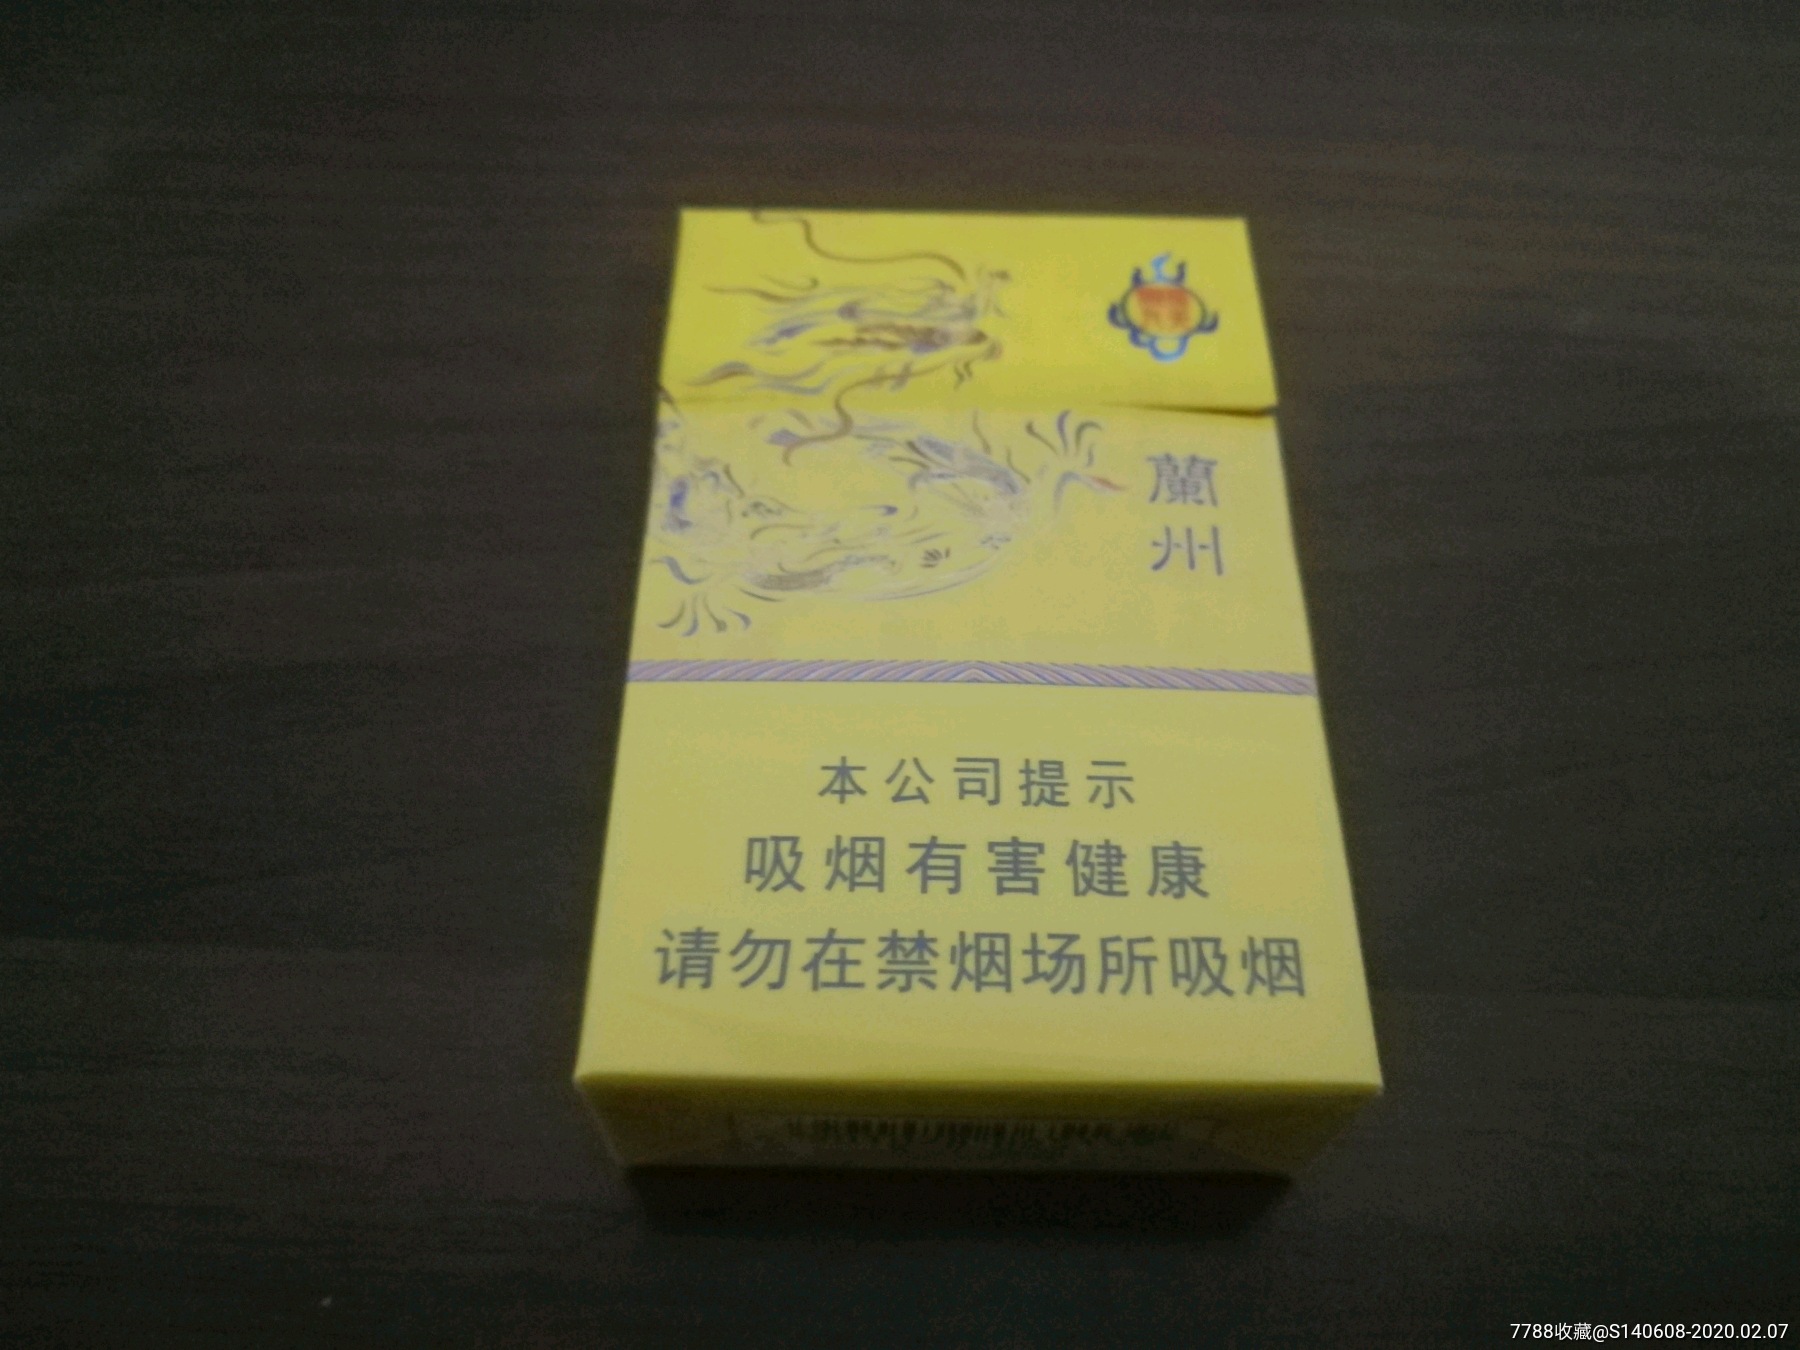 蘭
州
本公司提示
吸烟有害健康
请勿在禁烟场所吸烟
7788收藏@S140608-2020.02.07